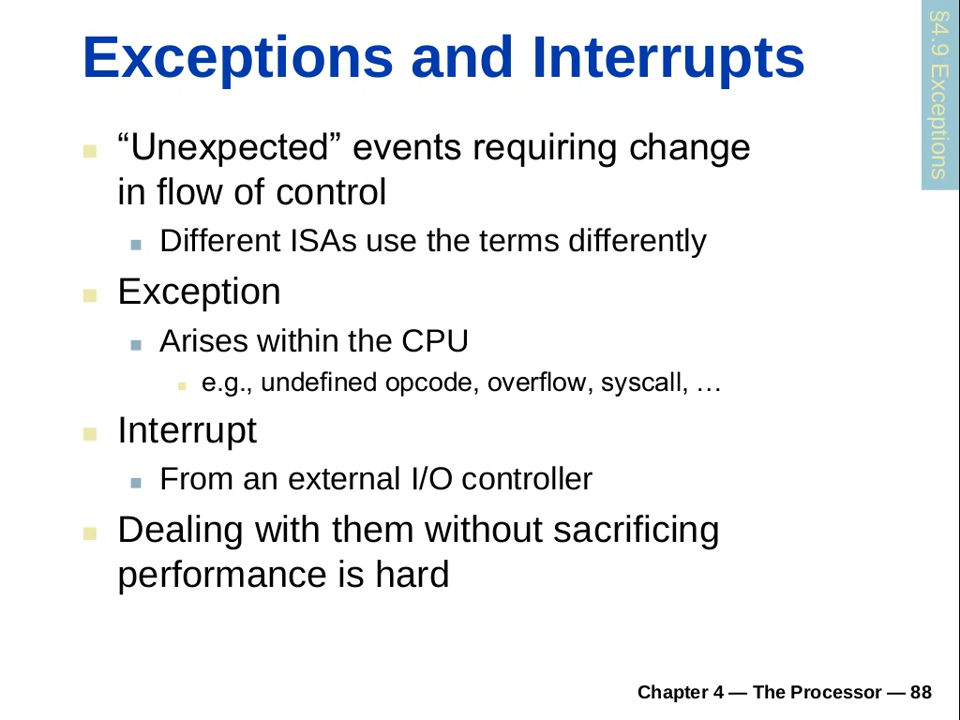 Exceptions and Interrupts
§4.9 Exceptions
“Unexpected” events requiring change
in flow of control
Different ISAs use the terms differently
Exception
Arises within the CPU
e.g., undefined opcode, overflow, syscall, …
Interrupt
From an external I/O controller
Dealing with them without sacrificing
performance is hard
Chapter 4 — The Processor — 88